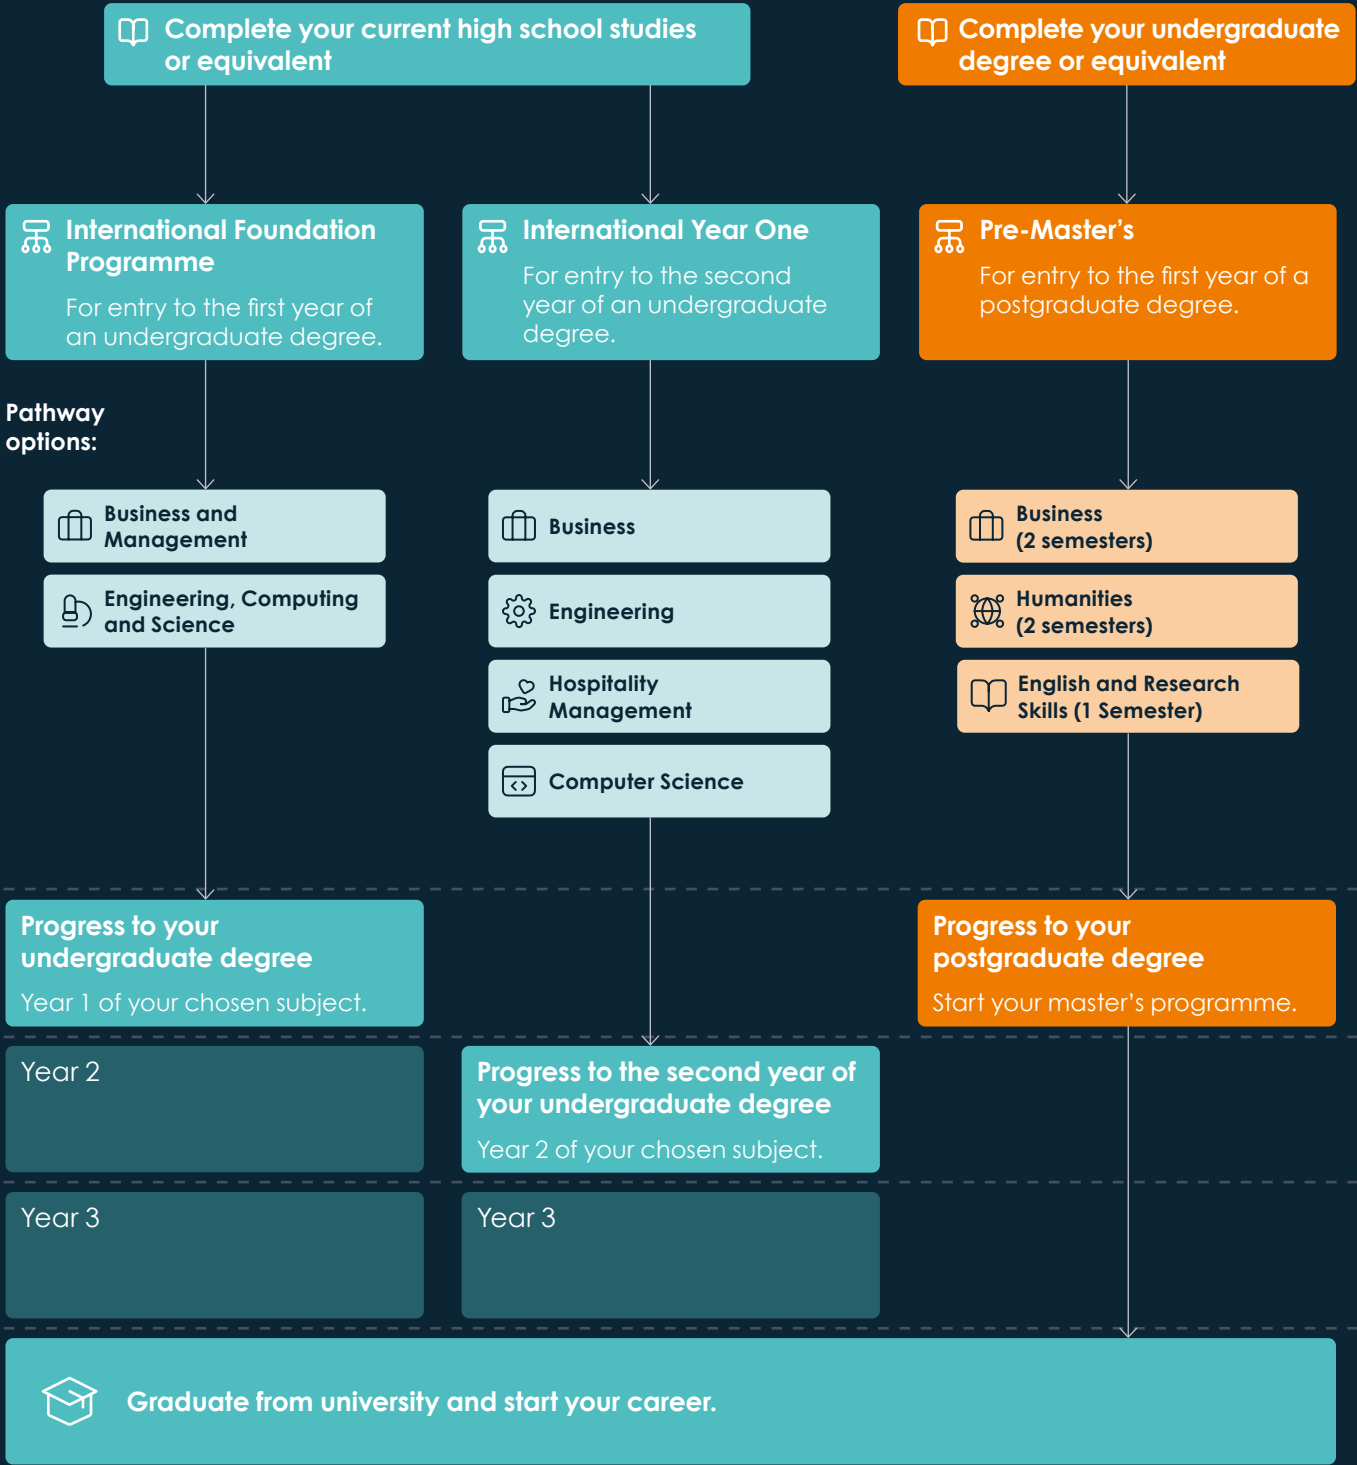 Complete your current high school studies
or equivalent
Complete your undergraduate
degree or equivalent
International Foundation
Programme
For entry to the first year of
an undergraduate degree.
International Year One
For entry to the second
year of an undergraduate
degree.
Pre-Master's
For entry to the first year of a
postgraduate degree.
Pathway
options:
Business and
Management
Engineering, Computing
and Science
Business
Engineering
Hospitality
Management
Computer Science
Business
(2 semesters)
Humanities
(2 semesters)
English and Research
Skills (1 Semester)
Progress to your
undergraduate degree
Year 1 of your chosen subject.
Progress to your
postgraduate degree
Start your master's programme.
Year 2
Progress to the second year of
your undergraduate degree
Year 2 of your chosen subject.
Year 3
Year 3
Graduate from university and start your career.